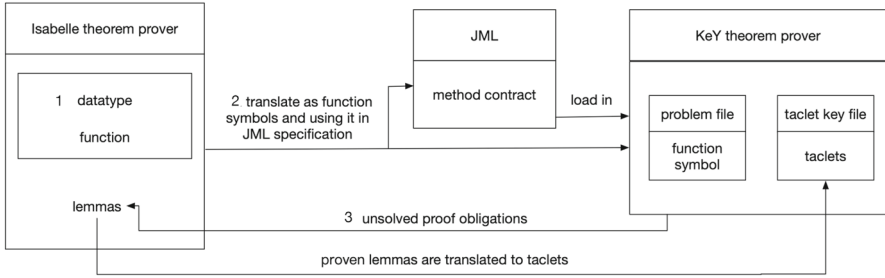 Isabelle theorem prover
1 datatype
function
lemmas
2 translate as function
symbols and using it in
JML specification
JML
method contract
load in
KeY theorem prover
problem file
function
symbol
taclet key file
taclets
3 unsolved proof obligations
proven lemmas are translated to taclets